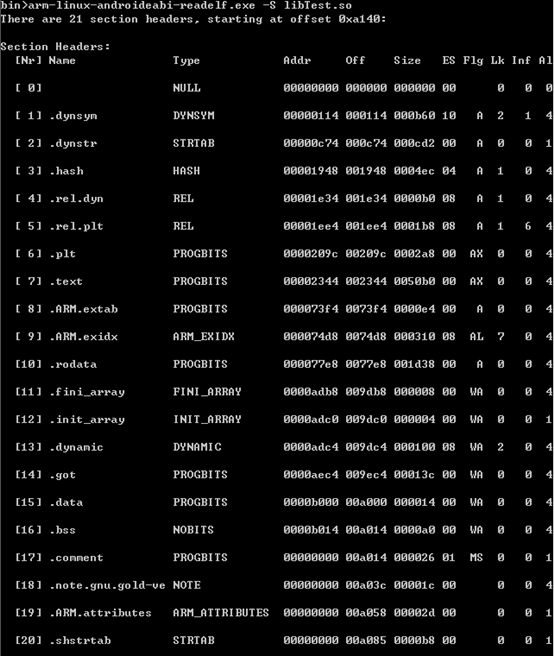 bin>arm-linux-androideabi-readelf.exe -S libTest.so
There are 21 section headers, starting at offset 0xa140:
Section Headers:
[Nr] Name Type Addr Off Size ES Flg Lk Inf Al
[ 0] NULL 00000000 000000 000000 00 0 0 0
[ 1] .dynsym DYNSYM 00000114 000114 000b60 10 A 2 1 4
[ 2] .dynstr STRTAB 00000c74 000c74 000cd2 00 A 0 0 1
[ 3] .hash HASH 00001948 001948 0004ec 04 A 1 0 4
[ 4] .rel.dyn REL 00001e34 001e34 0000b0 08 A 1 0 4
[ 5] .rel.plt REL 00001ee4 001ee4 0001b8 08 A 1 6 4
[ 6] .plt PROGBITS 0000209c 00209c 0002a8 00 AX 0 0 4
[ 7] .text PROGBITS 00002344 002344 0050b0 00 AX 0 0 4
[ 8] .ARM.extab PROGBITS 000073f4 0073f4 0000e4 00 A 0 0 4
[ 9] .ARM.exidx ARM_EXIDX 000074d8 0074d8 000310 08 AL 7 0 4
[10] .rodata PROGBITS 000077e8 0077e8 001d38 00 A 0 0 4
[11] .fini_array FINI_ARRAY 0000adb8 009db8 000008 00 WA 0 0 4
[12] .init_array INIT_ARRAY 0000adc0 009dc0 000004 00 WA 0 0 1
[13] .dynamic DYNAMIC 0000adc4 009dc4 000100 08 WA 2 0 4
[14] .got PROGBITS 0000aec4 009ec4 00013c 00 WA 0 0 4
[15] .data PROGBITS 0000b000 00a000 000014 00 WA 0 0 4
[16] .bss NOBITS 0000b014 00a014 0000a0 00 WA 0 0 4
[17] .comment PROGBITS 00000000 00a014 000026 01 MS 0 0 1
[18] .note.gnu.gold-ve NOTE 00000000 00a03c 00001c 00 0 0 4
[19] .ARM.attributes ARM_ATTRIBUTES 00000000 00a058 00002d 00 0 0 1
[20] .shstrtab STRTAB 00000000 00a085 0000b8 00 0 0 1